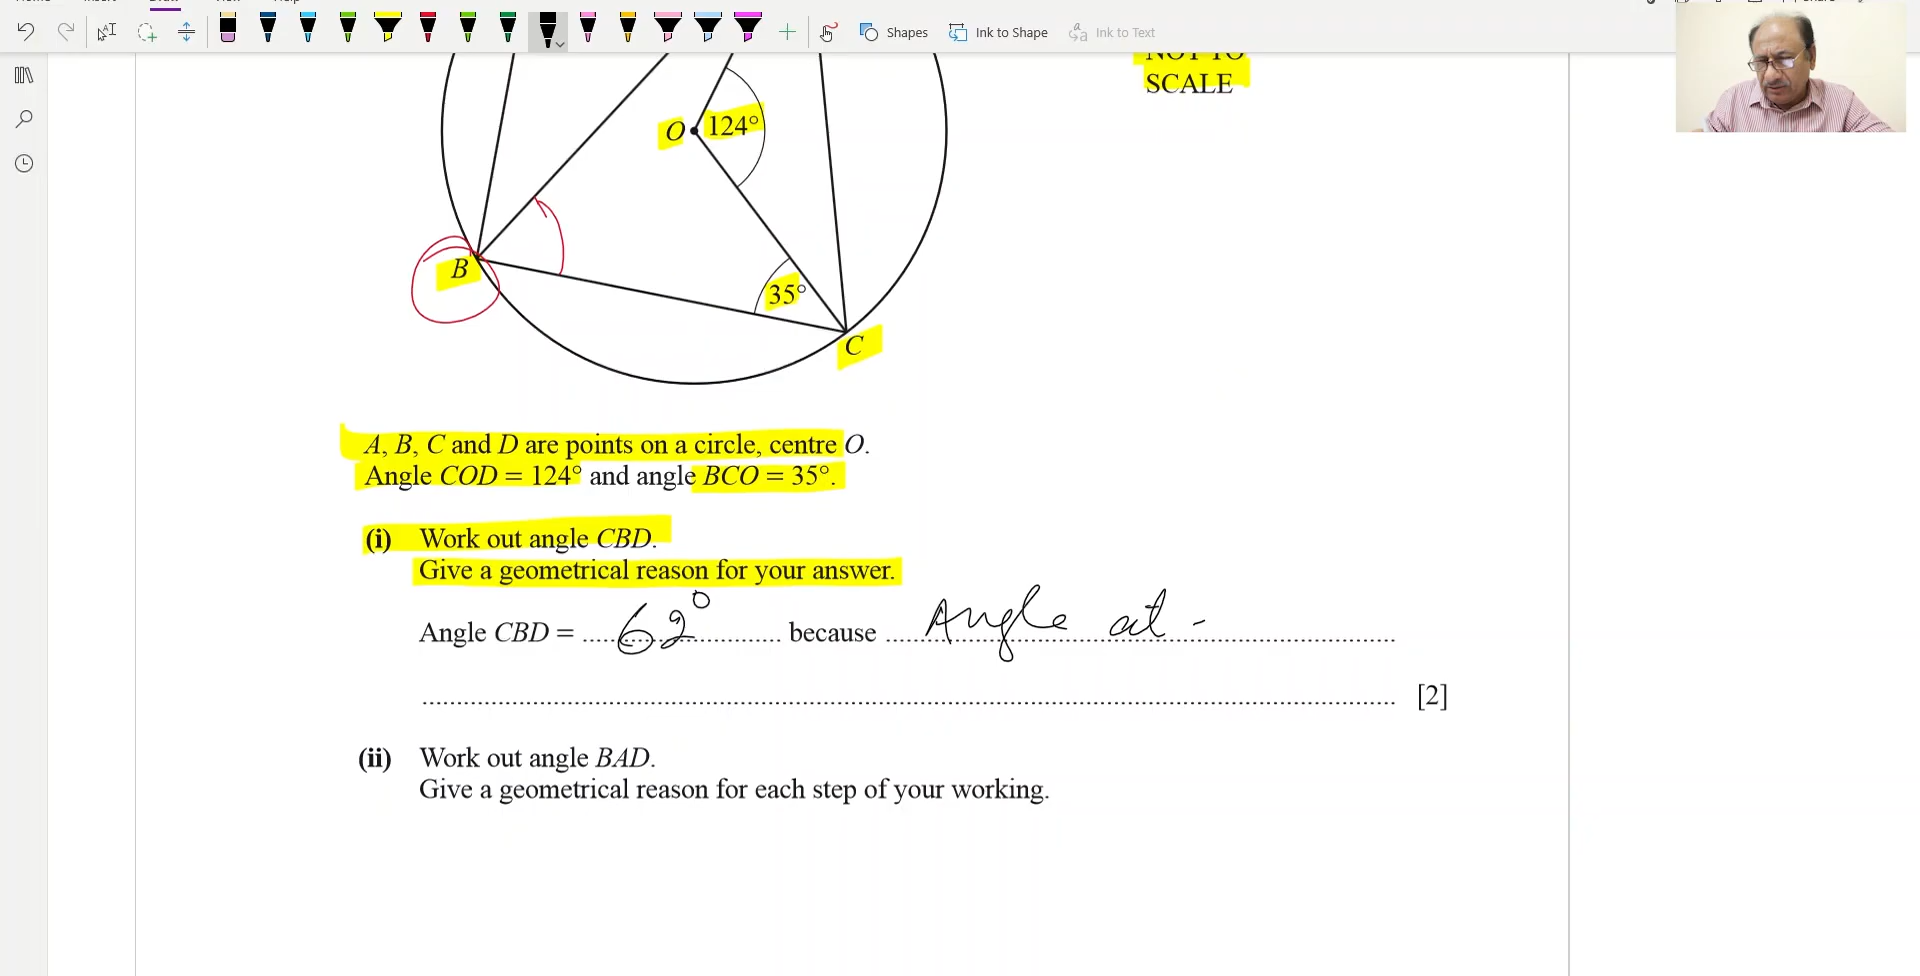 Shapes
Ink to Shape
Ink to Text
NOT TO
SCALE
O
124°
B
35°
C
A, B, C and D are points on a circle, centre O.
Angle COD = 124° and angle BCO = 35°.
(i) Work out angle CBD.
Give a geometrical reason for your answer.
Angle CBD = 62° because Angle at
[2]
(ii) Work out angle BAD.
Give a geometrical reason for each step of your working.